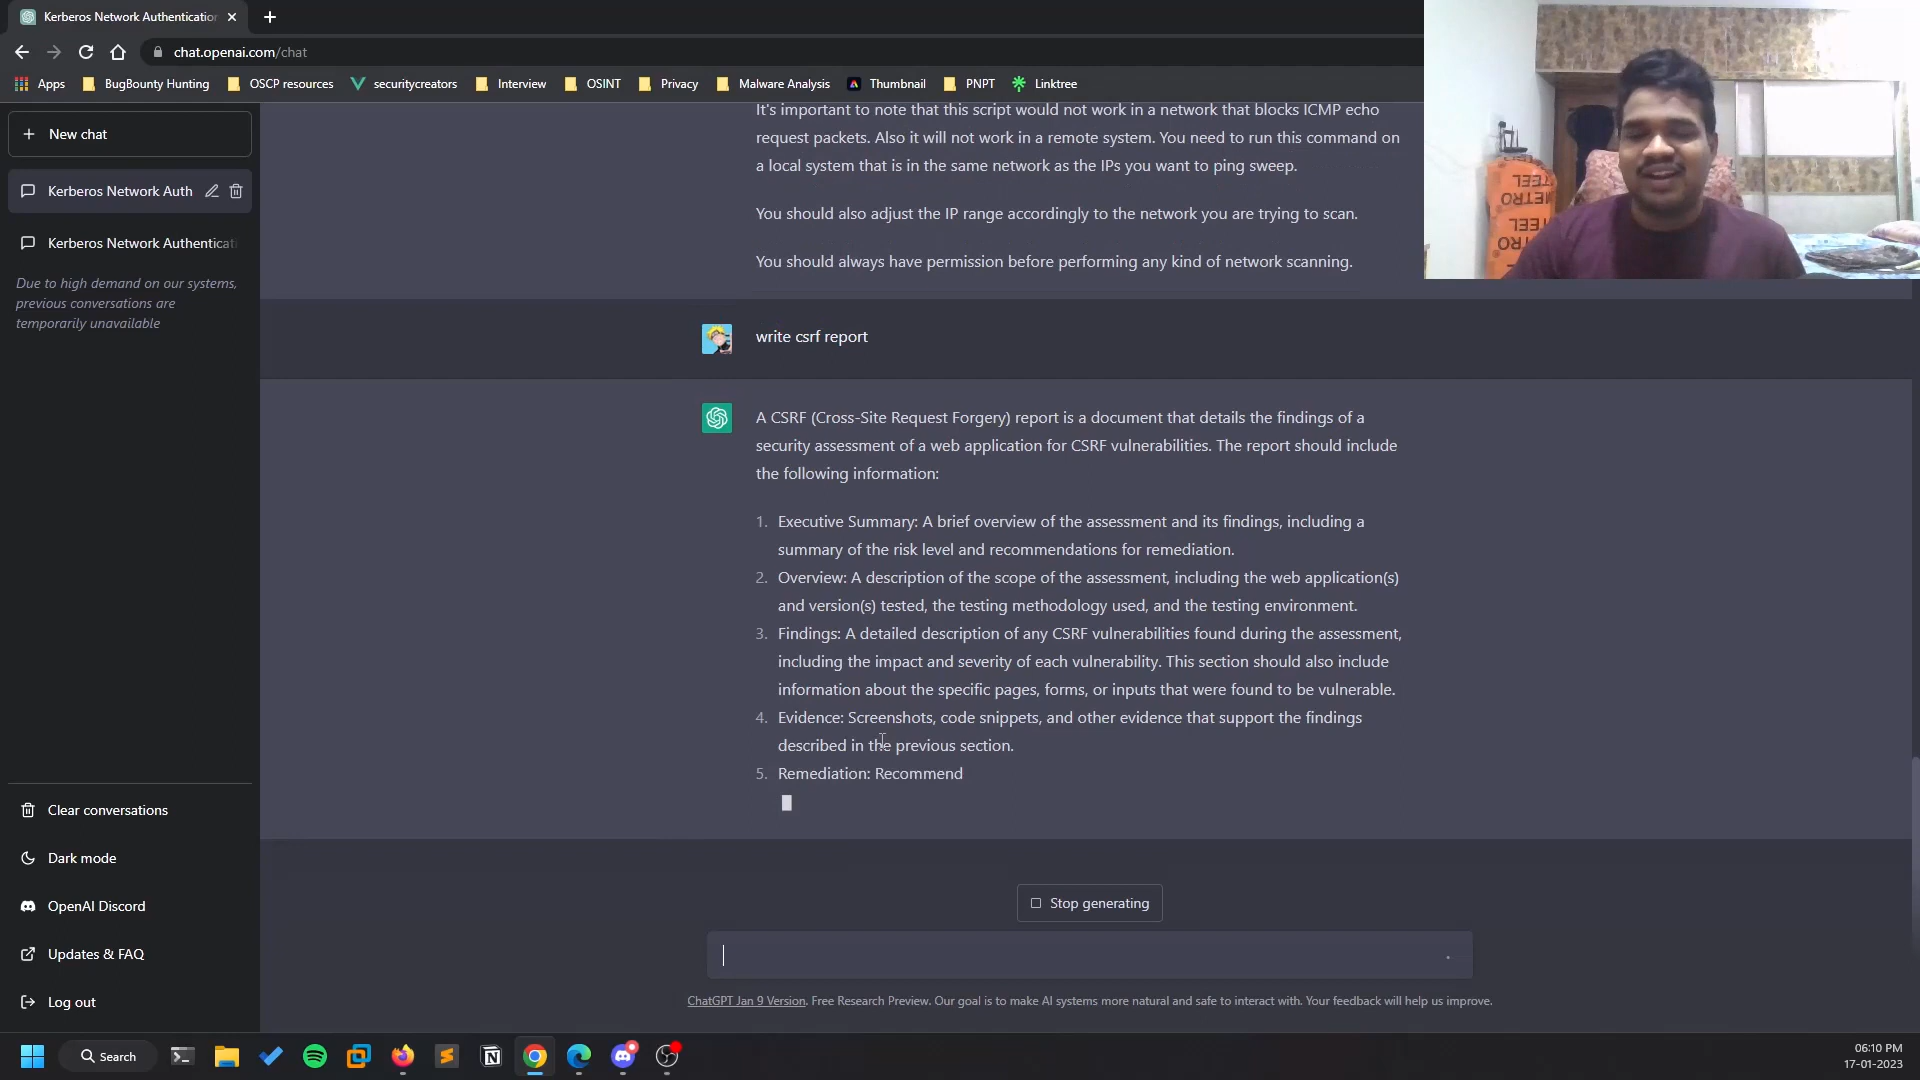 Kerberos Network Authentication
chat.openai.com/chat
Apps
BugBounty Hunting
OSCP resources
securitycreators
Interview
OSINT
Privacy
Malware Analysis
Thumbnail
PNPT
Linktree
New chat
Kerberos Network Auth
Kerberos Network Authenticat
Due to high demand on our systems,
previous conversations are
temporarily unavailable
It's important to note that this script would not work in a network that blocks ICMP echo
request packets. Also it will not work in a remote system. You need to run this command on
a local system that is in the same network as the IPs you want to ping sweep.
You should also adjust the IP range accordingly to the network you are trying to scan.
You should always have permission before performing any kind of network scanning.
METRO
STEEL
STEEL
METRO
write csrf report
A CSRF (Cross-Site Request Forgery) report is a document that details the findings of a
security assessment of a web application for CSRF vulnerabilities. The report should include
the following information:
1. Executive Summary: A brief overview of the assessment and its findings, including a
summary of the risk level and recommendations for remediation.
2. Overview: A description of the scope of the assessment, including the web application(s)
and version(s) tested, the testing methodology used, and the testing environment.
3. Findings: A detailed description of any CSRF vulnerabilities found during the assessment,
including the impact and severity of each vulnerability. This section should also include
information about the specific pages, forms, or inputs that were found to be vulnerable.
4. Evidence: Screenshots, code snippets, and other evidence that support the findings
described in the previous section.
5. Remediation: Recommend
Clear conversations
Dark mode
OpenAI Discord
Updates & FAQ
Log out
Stop generating
ChatGPT Jan 9 Version. Free Research Preview. Our goal is to make AI systems more natural and safe to interact with. Your feedback will help us improve.
Search
06:10 PM
17-01-2023